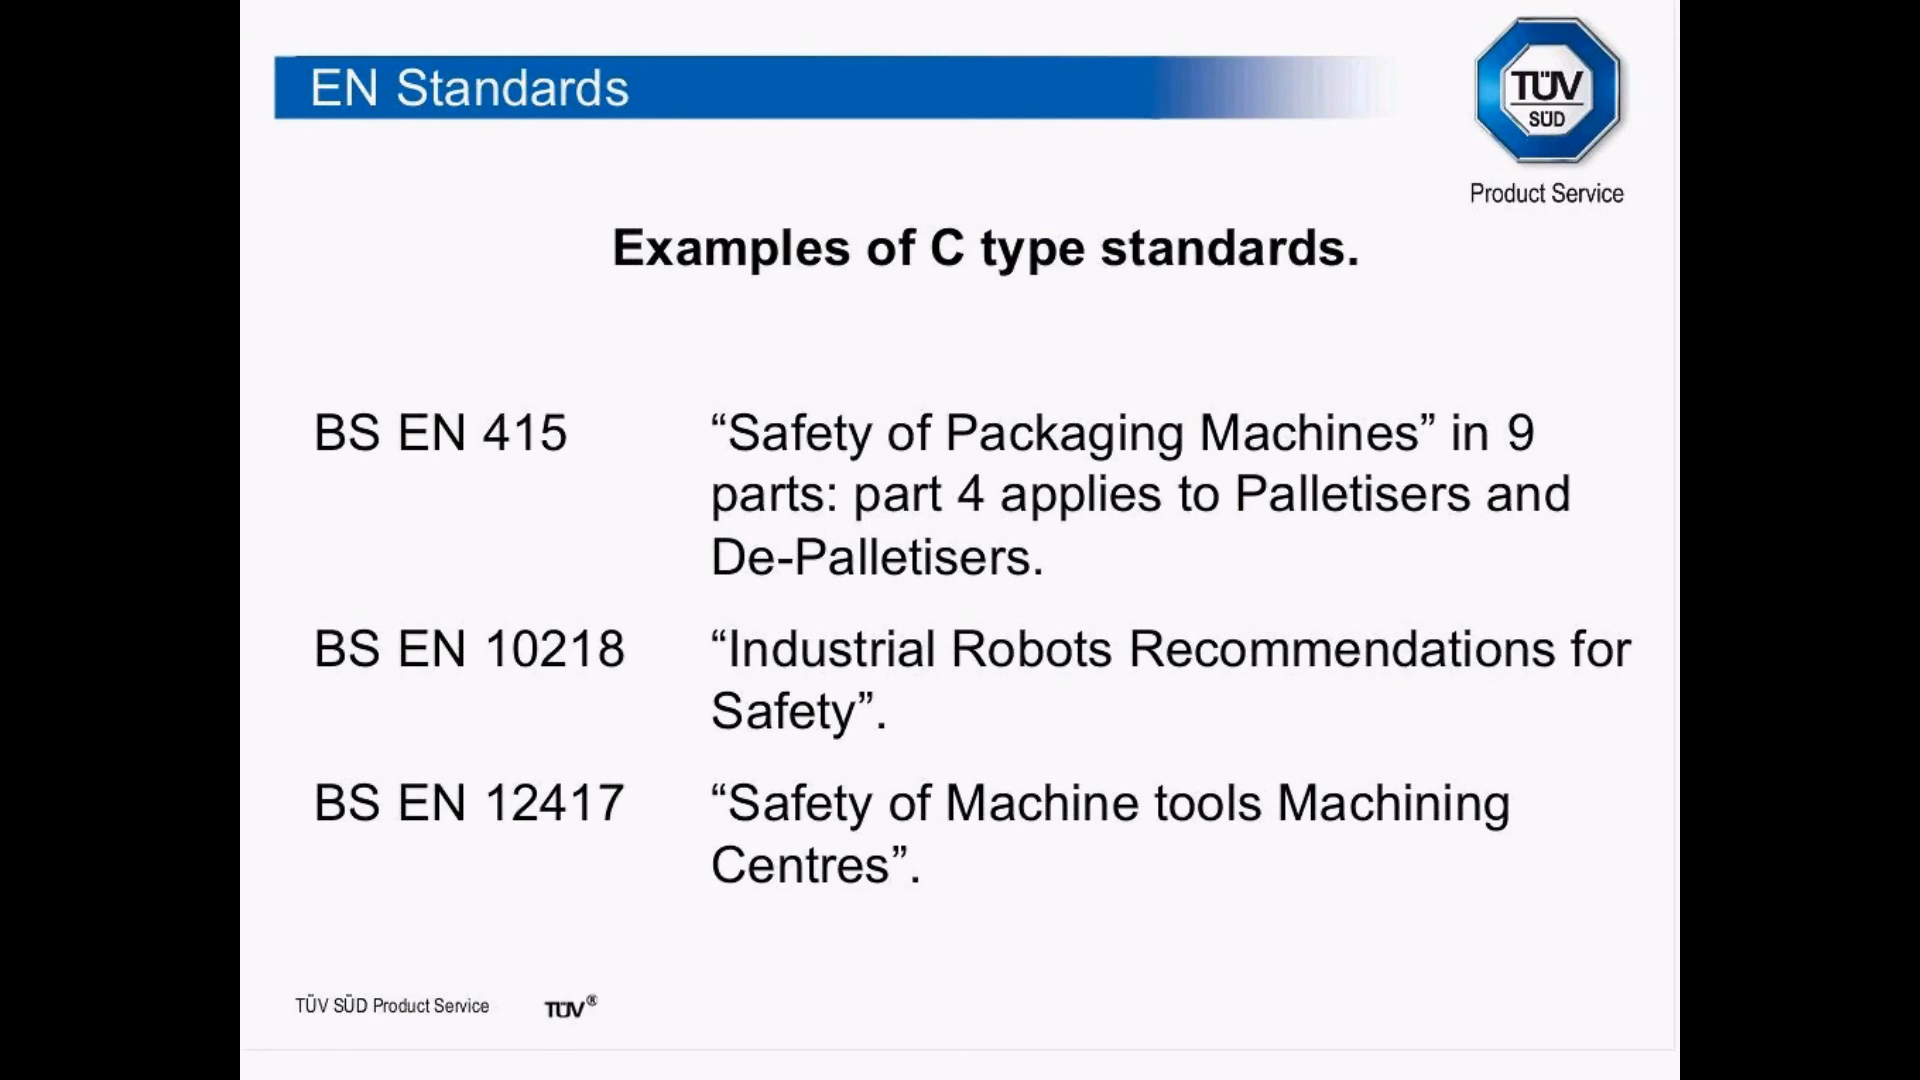 EN Standards
TÜV
SÜD
Product Service
Examples of C type standards.
BS EN 415 “Safety of Packaging Machines” in 9
parts: part 4 applies to Palletisers and
De-Palletisers.
BS EN 10218 “Industrial Robots Recommendations for
Safety”.
BS EN 12417 “Safety of Machine tools Machining
Centres”.
TÜV SÜD Product Service TÜV®